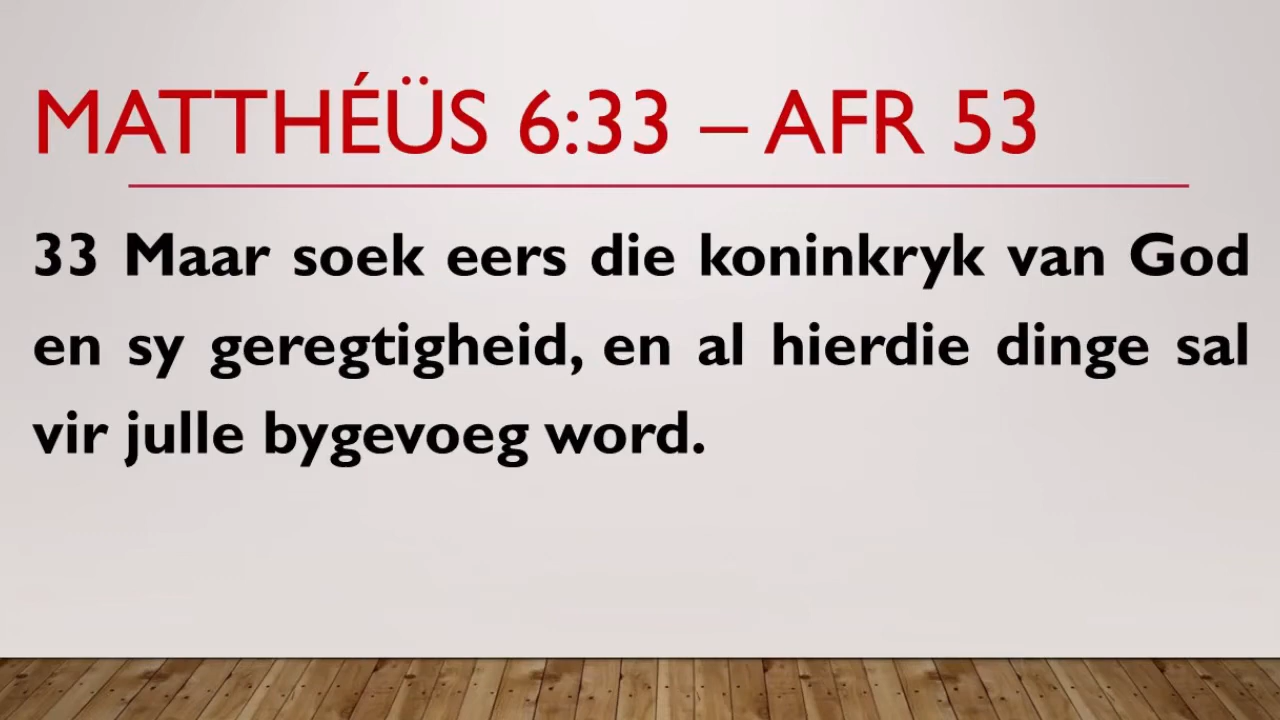 MATTHÉÜS 6:33 – AFR 53
33 Maar soek eers die koninkryk van God
en sy geregtigheid, en al hierdie dinge sal
vir julle bygevoeg word.